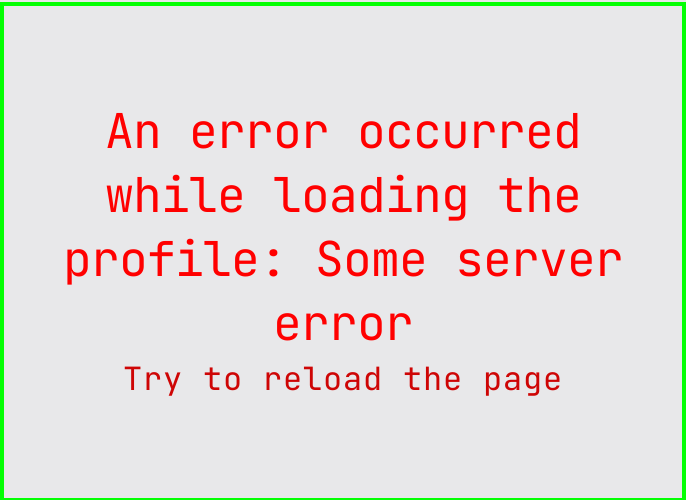 An error occurred
while loading the
profile: Some server
error
Try to reload the page